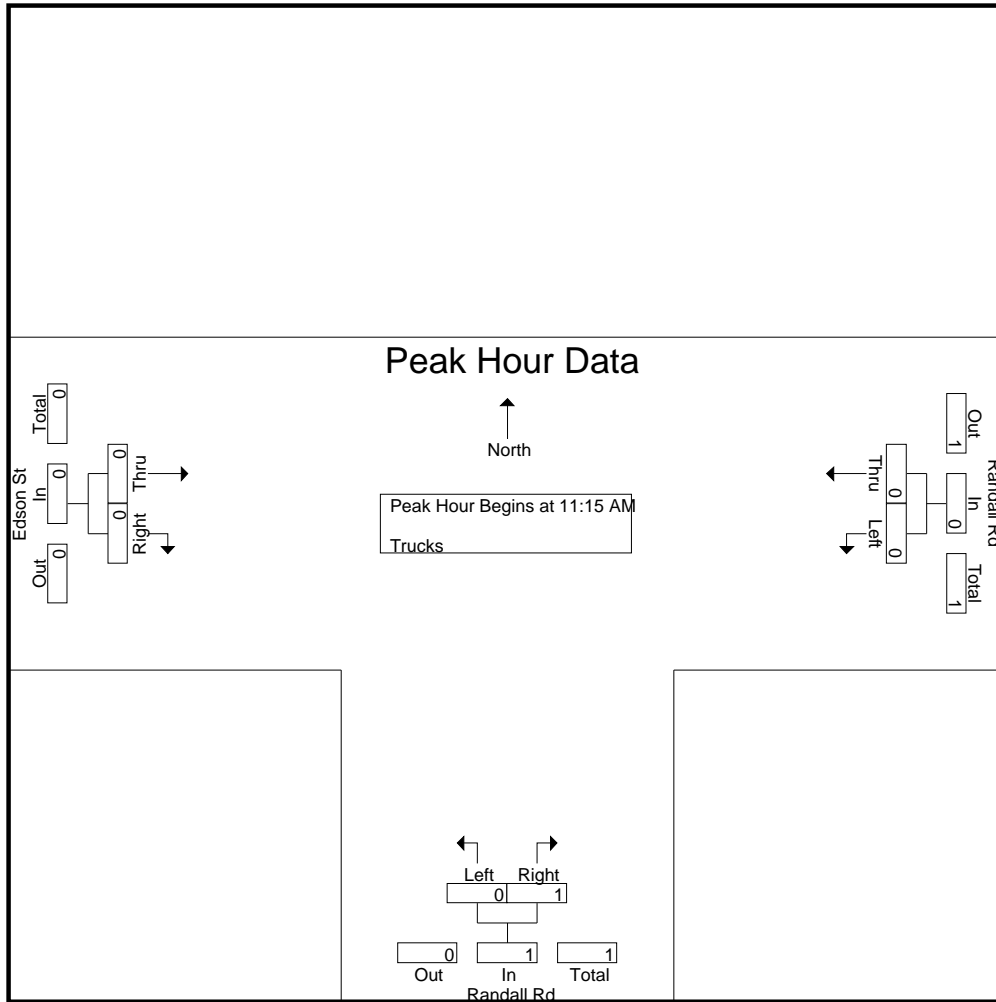 Peak Hour Data
North
Peak Hour Begins at 11:15 AM
Trucks
Edson St
Total
0
In
0
Out
0
Thru
0
Right
0
Randall Rd
Out
1
In
0
Total
1
Thru
0
Left
0
Left
Right
0
1
0
1
1
Out
In
Total
Randall Rd